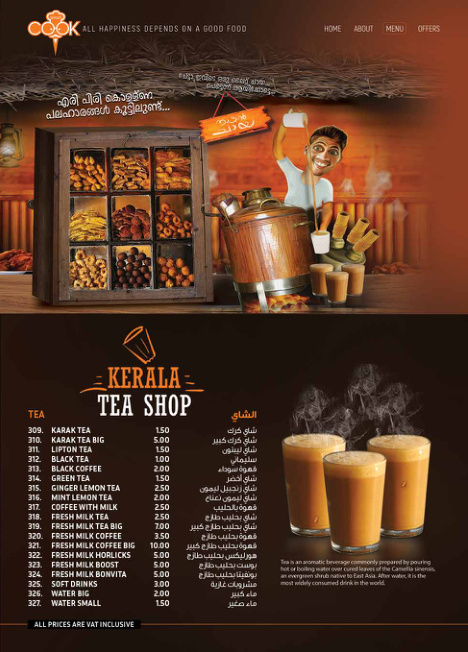 COOK ALL HAPPINESS DEPENDS ON A GOOD FOOD HOME ABOUT MENU OFFERS
എരി പിരി കൊള്ളണ
പലഹാരങ്ങൾ കൂട്ടിലുണ്ട്...
KERALA
TEA SHOP
TEA الشاي
309. KARAK TEA 1.50 شاي كرك
310. KARAK TEA BIG 5.00 شاي كرك كبير
311. LIPTON TEA 1.50 شاي ليبتون
312. BLACK TEA 1.00 سليماني
313. BLACK COFFEE 2.00 قهوة سوداء
314. GREEN TEA 1.50 شاي أخضر
315. GINGER LEMON TEA 2.50 شاي زنجبيل ليمون
316. MINT LEMON TEA 2.00 شاي ليمون نعناع
317. COFFEE WITH MILK 2.50 قهوة بالحليب
318. FRESH MILK TEA 2.50 شاي بحليب طازج
319. FRESH MILK TEA BIG 7.00 شاي بحليب طازج كبير
320. FRESH MILK COFFEE 3.50 قهوة بحليب طازج
321. FRESH MILK COFFEE BIG 10.00 قهوة بحليب طازج كبير
322. FRESH MILK HORLICKS 5.00 هورليكس بحليب طازج
323. FRESH MILK BOOST 5.00 بوست بحليب طازج
324. FRESH MILK BONVITA 5.00 بونفيتا بحليب طازج
325. SOFT DRINKS 3.00 مشروبات غازية
326. WATER BIG 2.00 ماء كبير
327. WATER SMALL 1.50 ماء صغير
Tea is an aromatic beverage commonly prepared by pouring
hot or boiling water over cured leaves of the Camellia sinensis,
an evergreen shrub native to East Asia. After water, it is the
most widely consumed drink in the world.
ALL PRICES ARE VAT INCLUSIVE